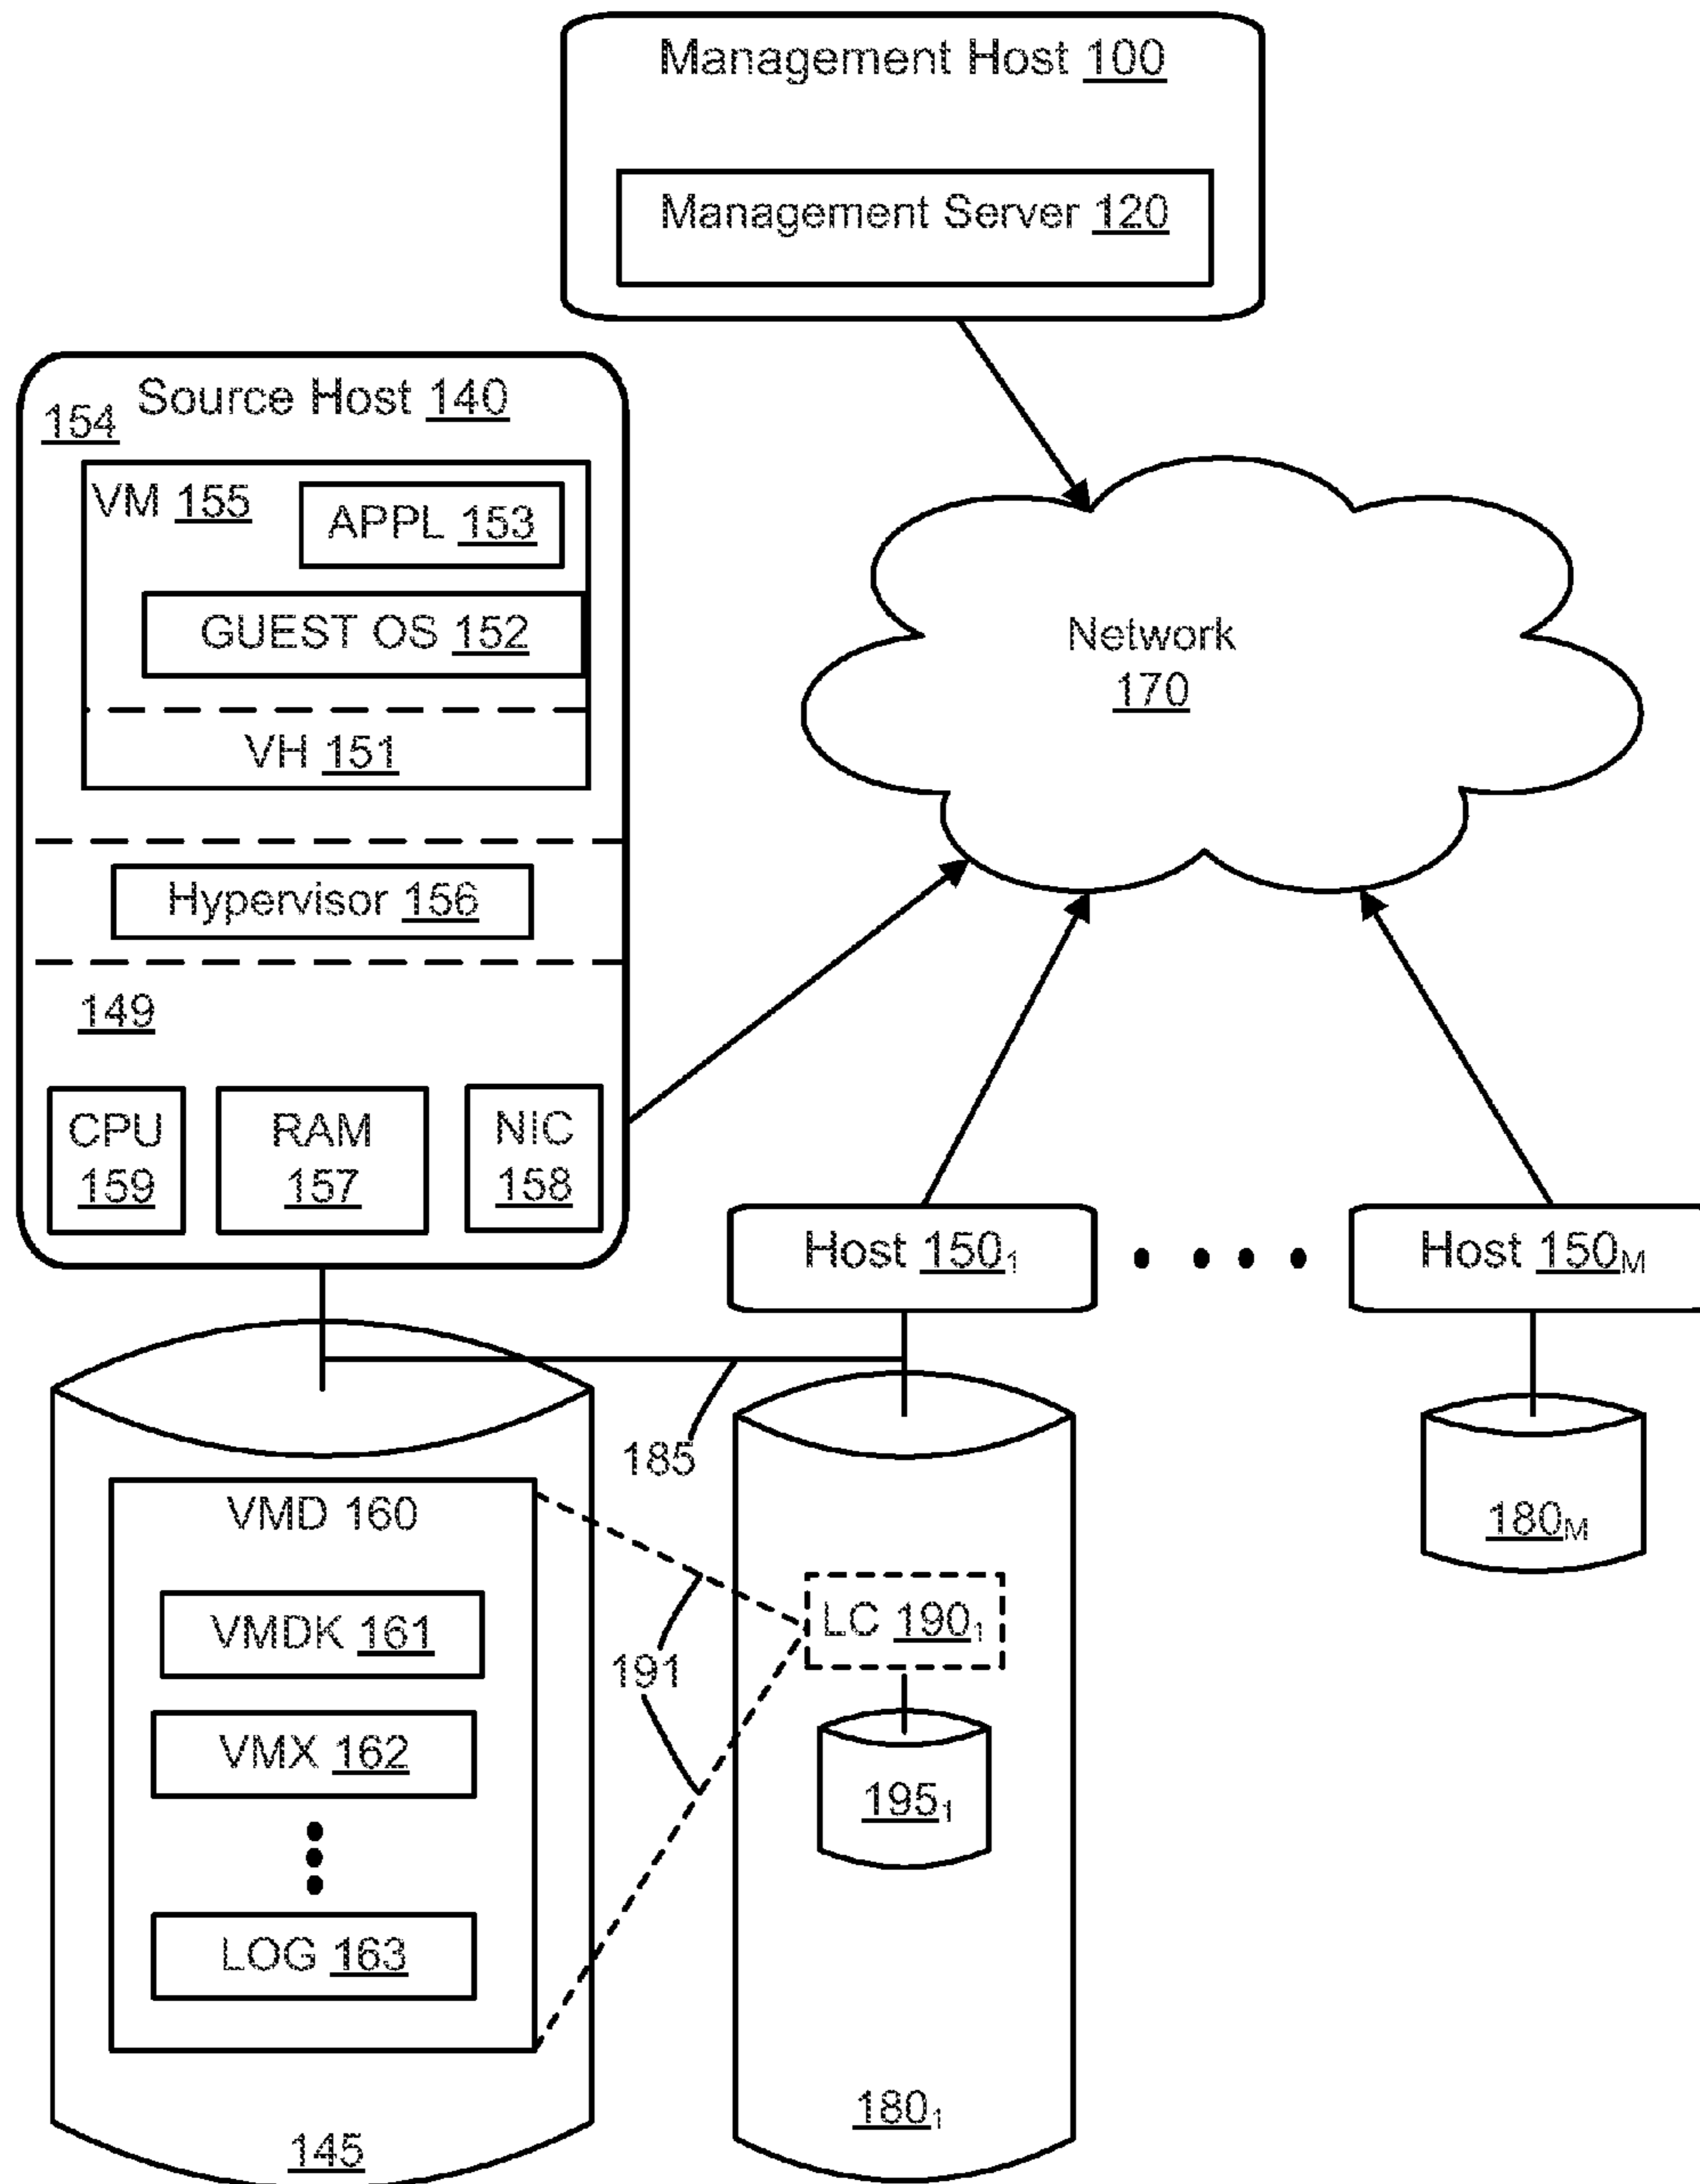 Management Host 100
Management Server 120
Source Host 140
154
VM 155
APPL 153
GUEST OS 152
VH 151
Hypervisor 156
149
CPU
159
RAM
157
NIC
158
Network
170
Host 150₁
Host 150M
185
VMD 160
VMDK 161
VMX 162
LOG 163
145
191
LC 190₁
195₁
180₁
180M